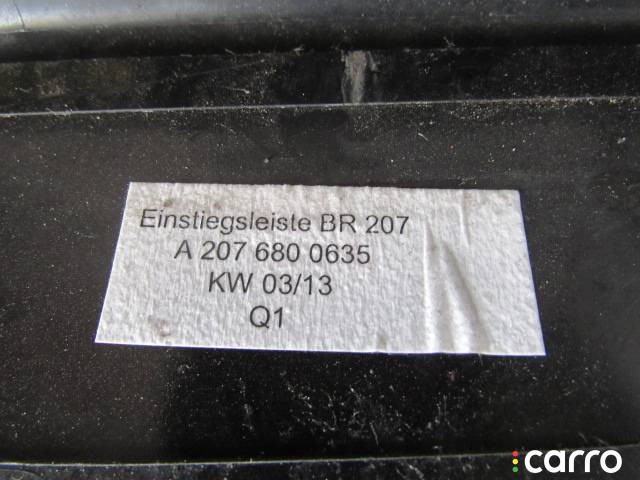 Einstiegsleiste BR 207
A 207 680 0635
KW 03/13
Q1
carro